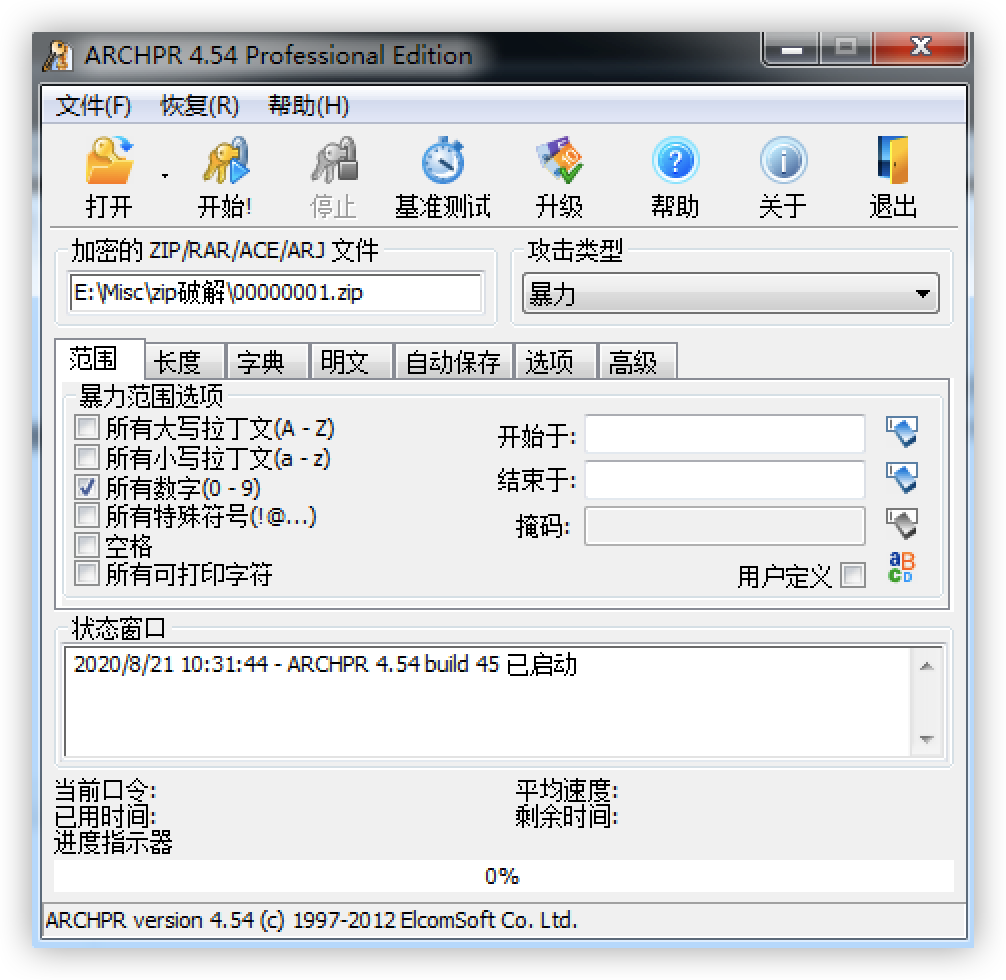 ARCHPR 4.54 Professional Edition
文件(F) 恢复(R) 帮助(H)
打开 开始! 停止 基准测试 升级 帮助 关于 退出
加密的 ZIP/RAR/ACE/ARJ 文件 攻击类型
E:\Misc\zip破解\00000001.zip 暴力
范围 长度 字典 明文 自动保存 选项 高级
暴力范围选项
所有大写拉丁文(A - Z) 开始于:
所有小写拉丁文(a - z)
所有数字(0 - 9) 结束于:
所有特殊符号(!@...) 掩码:
空格
所有可打印字符 用户定义
状态窗口
2020/8/21 10:31:44 - ARCHPR 4.54 build 45 已启动
当前口令: 平均速度:
已用时间: 剩余时间:
进度指示器
0%
ARCHPR version 4.54 (c) 1997-2012 ElcomSoft Co. Ltd.